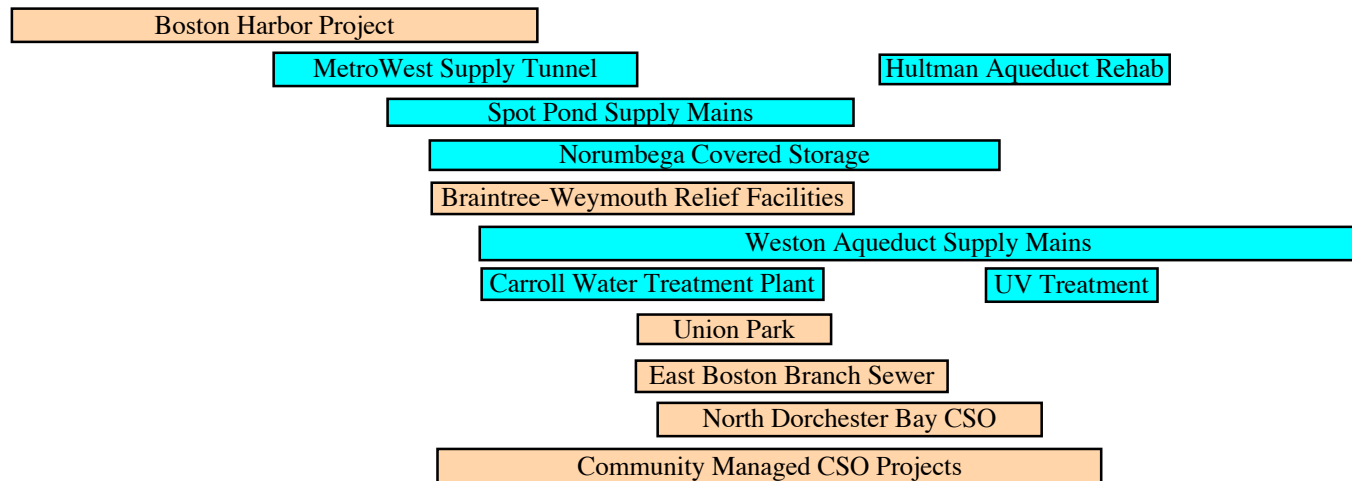 Boston Harbor Project
MetroWest Supply Tunnel
Hultman Aqueduct Rehab
Spot Pond Supply Mains
Norumbega Covered Storage
Braintree-Weymouth Relief Facilities
Weston Aqueduct Supply Mains
Carroll Water Treatment Plant
UV Treatment
Union Park
East Boston Branch Sewer
North Dorchester Bay CSO
Community Managed CSO Projects